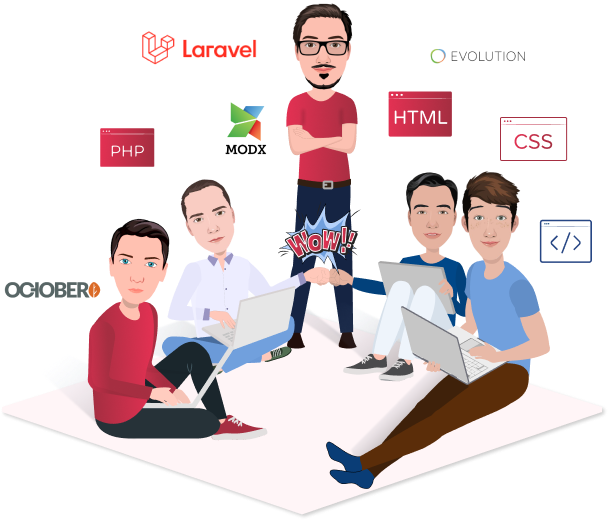 Laravel
EVOLUTION
MODX
HTML
PHP
CSS
</>
WOW!!
OCTOBER